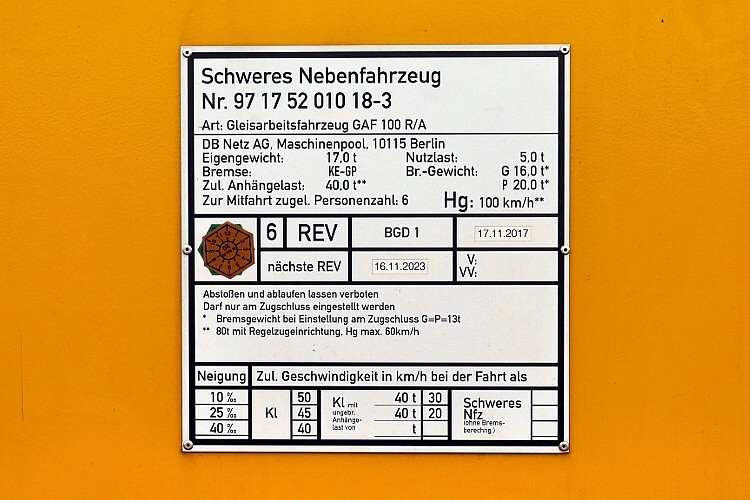 Schweres Nebenfahrzeug
Nr. 97 17 52 010 18-3
Art: Gleisarbeitsfahrzeug GAF 100 R/A
DB Netz AG, Maschinenpool, 10115 Berlin
Eigengewicht: 17,0 t Nutzlast: 5,0 t
Bremse: KE-GP Br.-Gewicht: G 16,0 t*
Zul. Anhängelast: 40,0 t** P 20,0 t*
Zur Mitfahrt zugel. Personenzahl: 6 Hg: 100 km/h**
6 REV BGD 1 17.11.2017
nächste REV 16.11.2023 V:
VV:
Abstoßen und ablaufen lassen verboten
Darf nur am Zugschluss eingestellt werden
* Bremsgewicht bei Einstellung am Zugschluss G=P=13t
** 80t mit Regelzugeinrichtung, Hg max. 60km/h
Neigung Zul. Geschwindigkeit in km/h bei der Fahrt als
10 ‰ 50 40 t 30
25 ‰ Kl 45 Kl mit 40 t 20 Schweres
40 ‰ 40 ungebr. t Nfz
Anhänge- (ohne Brems-
last von berechng.)